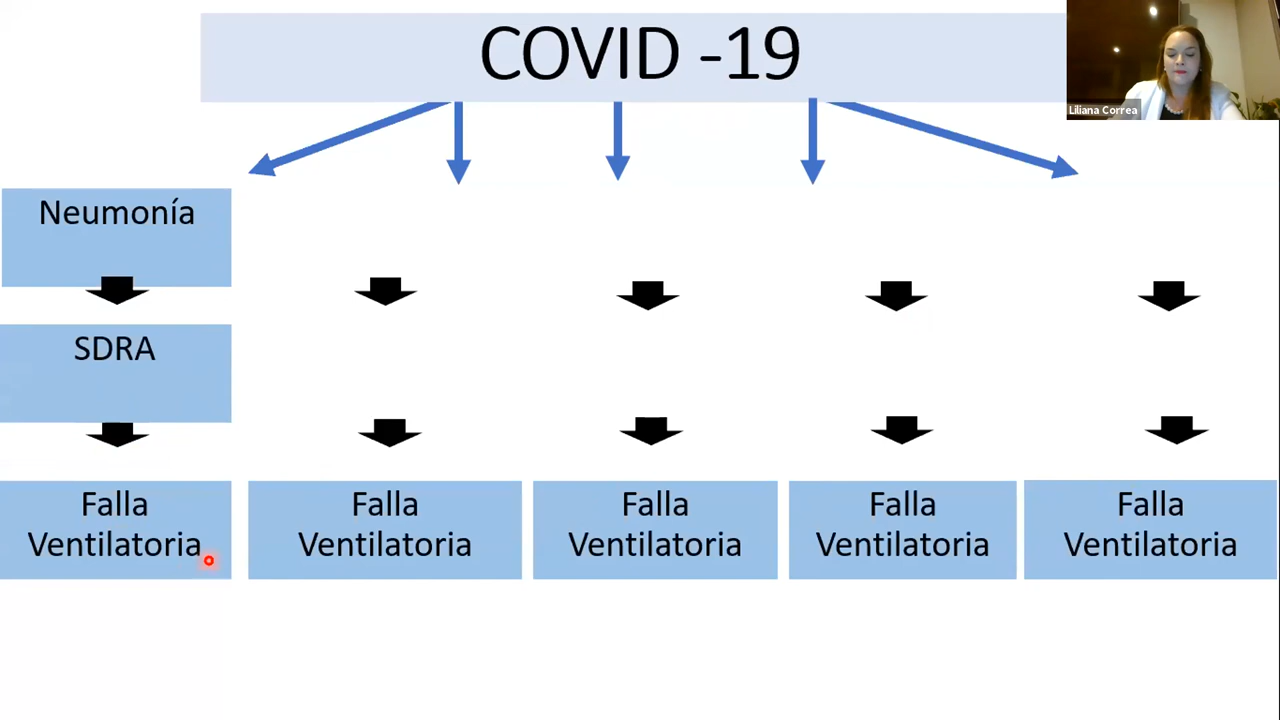 COVID -19
Liliana Correa
Neumonía
SDRA
Falla
Ventilatoria
Falla
Ventilatoria
Falla
Ventilatoria
Falla
Ventilatoria
Falla
Ventilatoria